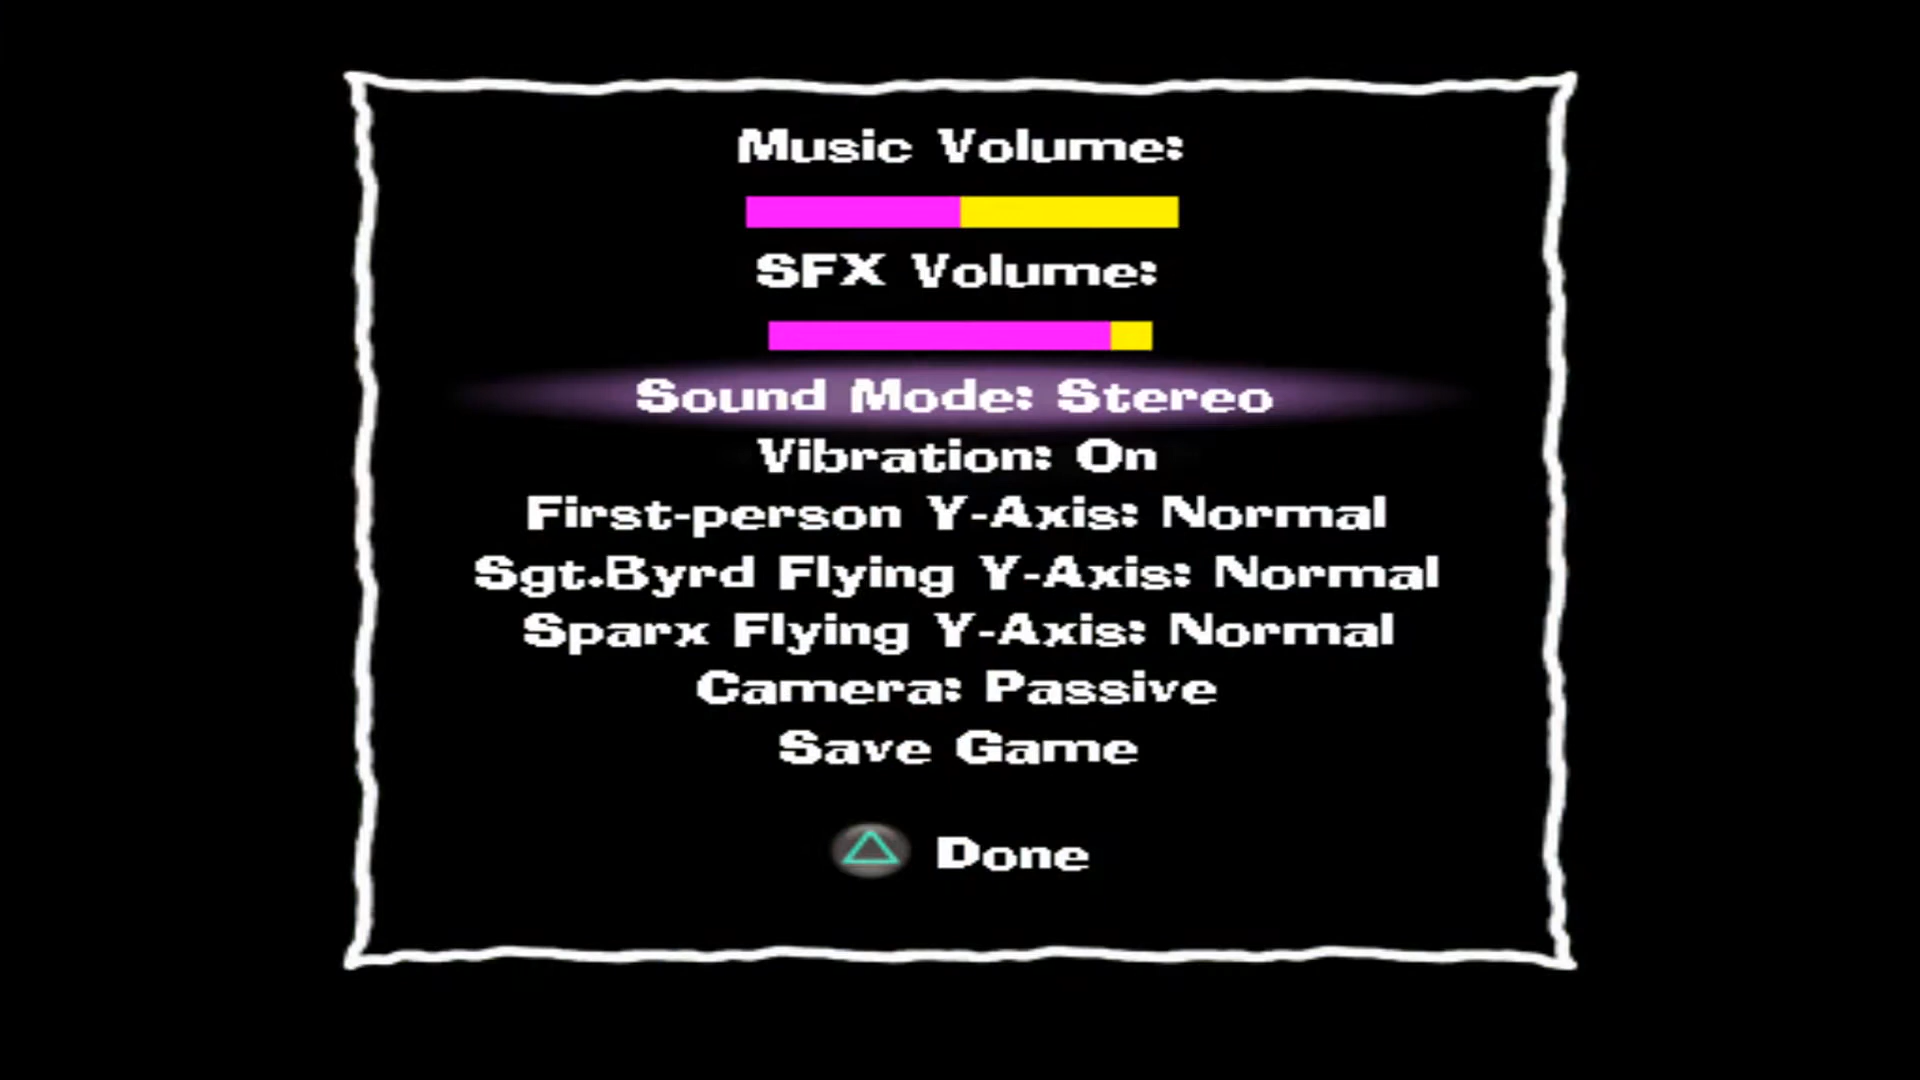 Music Volume:
SFX Volume:
Sound Mode: Stereo
Vibration: On
First-person Y-Axis: Normal
Sgt.Byrd Flying Y-Axis: Normal
Sparx Flying Y-Axis: Normal
Camera: Passive
Save Game
Done